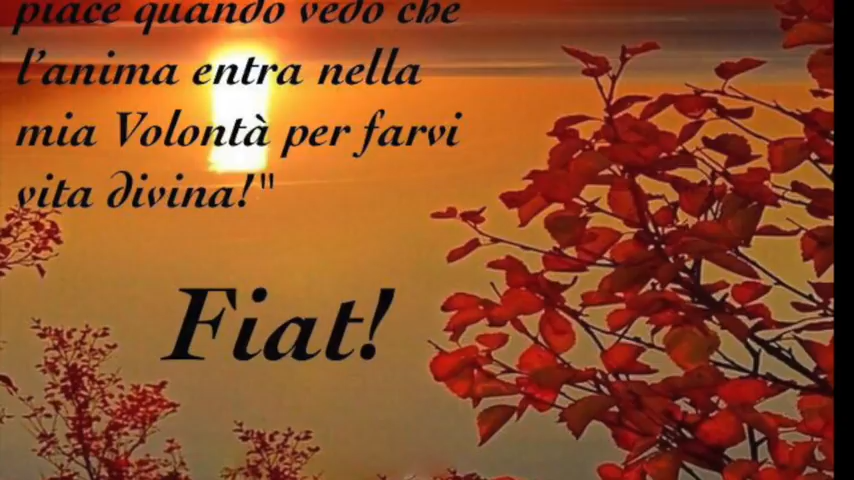 piace quando vedo che
l'anima entra nella
mia Volontà per farvi
vita divina!"
Fiat!